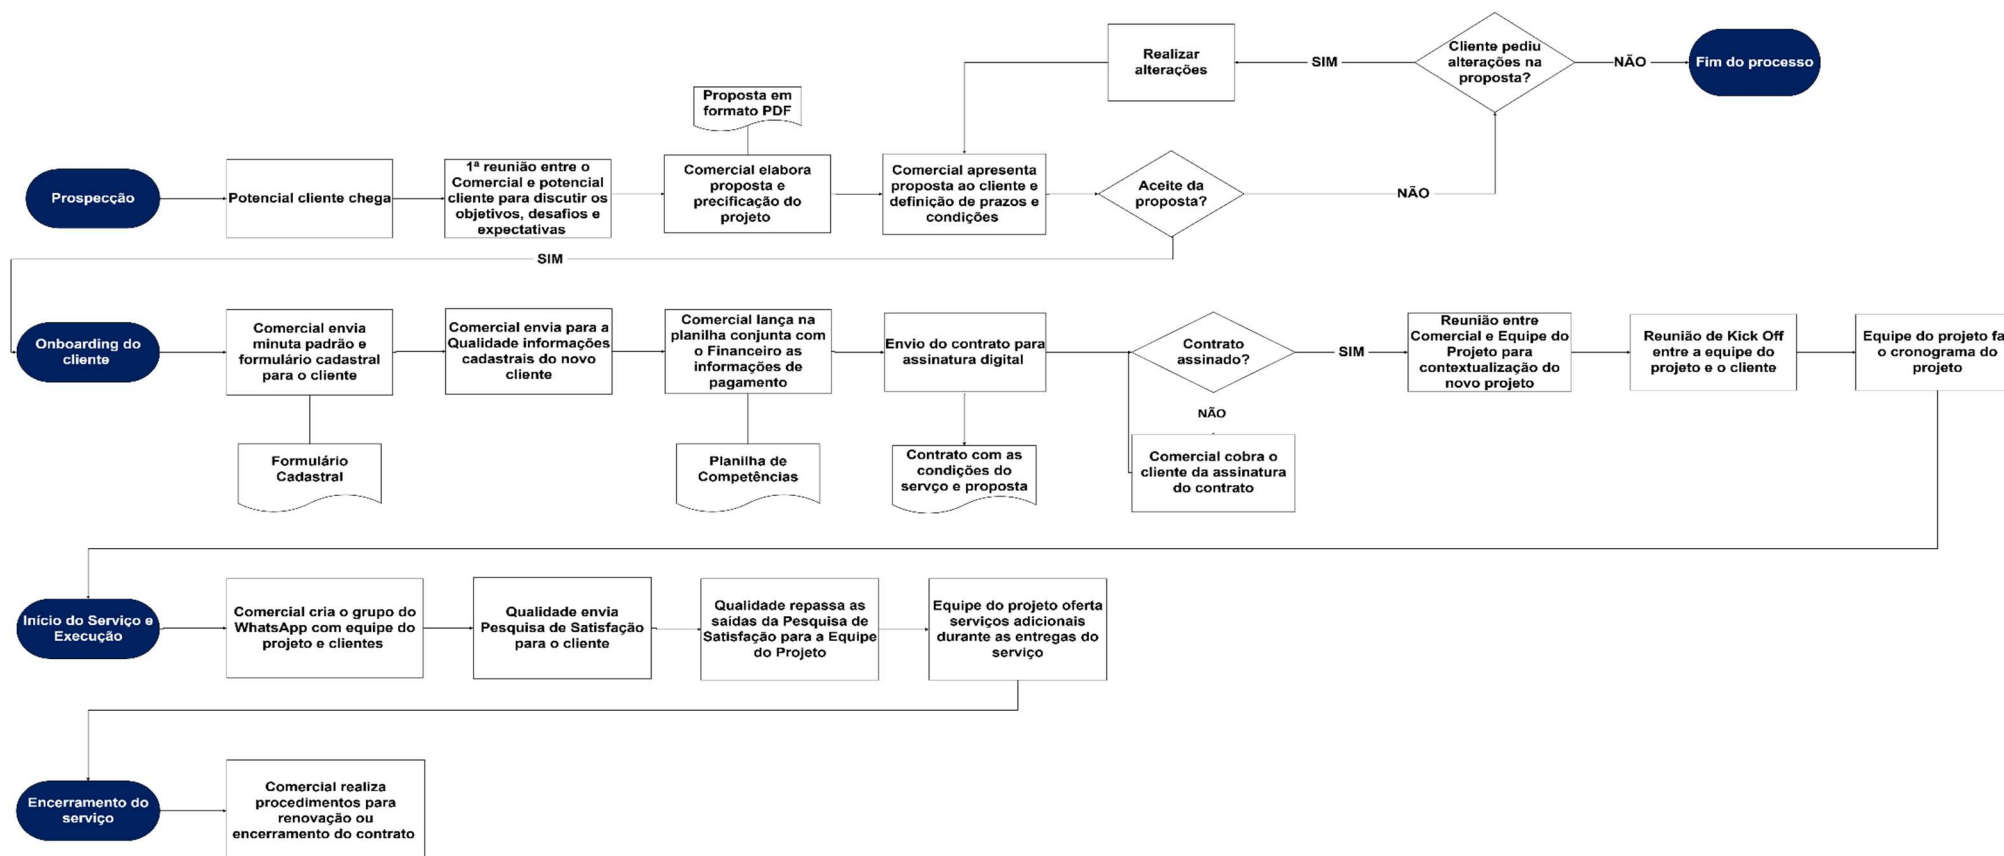 Cliente pediu
alterações na
proposta?
Realizar
alterações
SIM
NÃO
Fim do processo
Proposta em
formato PDF
Prospecção
Potencial cliente chega
1ª reunião entre o
Comercial e potencial
cliente para discutir os
objetivos, desafios e
expectativas
Comercial elabora
proposta e
precificação do
projeto
Comercial apresenta
proposta ao cliente e
definição de prazos e
condições
Aceite da
proposta?
NÃO
SIM
Onboarding do
cliente
Comercial envia
minuta padrão e
formulário cadastral
para o cliente
Comercial envia para a
Qualidade informações
cadastrais do novo
cliente
Comercial lança na
planilha conjunta com
o Financeiro as
informações de
pagamento
Envio do contrato para
assinatura digital
Contrato
assinado?
SIM
Reunião entre
Comercial e Equipe do
Projeto para
contextualização do
novo projeto
Reunião de Kick Off
entre a equipe do
projeto e o cliente
Equipe do projeto fa
o cronograma do
projeto
NÃO
Formulário
Cadastral
Planilha de
Competências
Contrato com as
condições do
servço e proposta
Comercial cobra o
cliente da assinatura
do contrato
Início do Serviço e
Execução
Comercial cria o grupo do
WhatsApp com equipe do
projeto e clientes
Qualidade envia
Pesquisa de Satisfação
para o cliente
Qualidade repassa as
saídas da Pesquisa de
Satisfação para a Equipe
do Projeto
Equipe do projeto oferta
serviços adicionais
durante as entregas do
serviço
Encerramento do
serviço
Comercial realiza
procedimentos para
renovação ou
encerramento do contrato